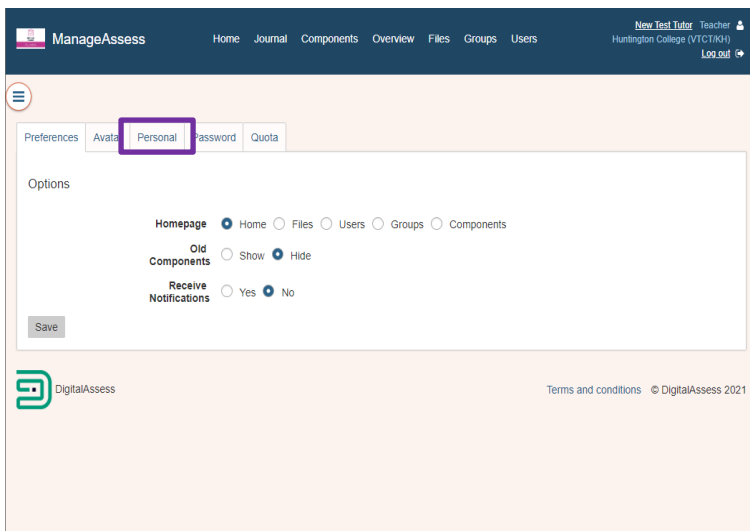 ManageAssess
Home Journal Components Overview Files Groups Users
New Test Tutor Teacher
Huntington College (VTCT/KH)
Log out
Preferences Avata Personal Password Quota
Options
Homepage Home Files Users Groups Components
Old
Components Show Hide
Receive
Notifications Yes No
Save
DigitalAssess
Terms and conditions © DigitalAssess 2021